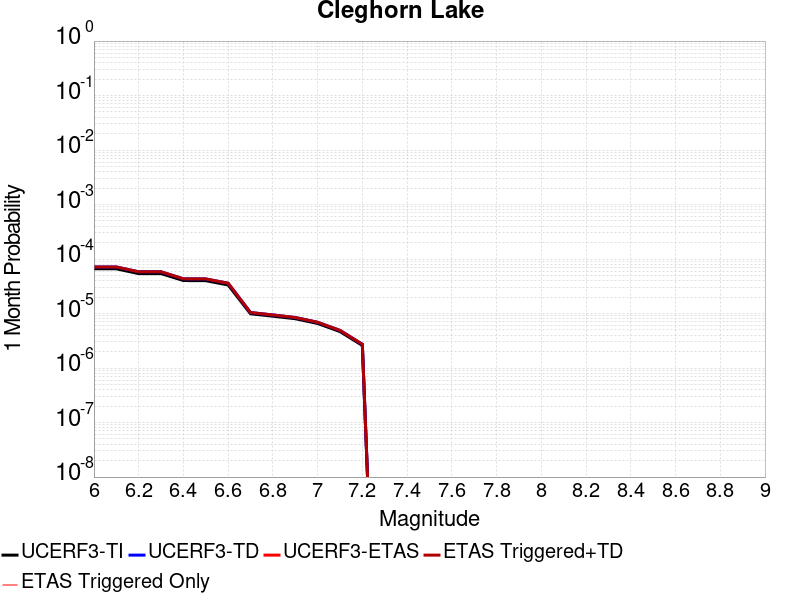 Cleghorn Lake
1 Month Probability
10^0
10^-1
10^-2
10^-3
10^-4
10^-5
10^-6
10^-7
10^-8
6 6.2 6.4 6.6 6.8 7 7.2 7.4 7.6 7.8 8 8.2 8.4 8.6 8.8 9
Magnitude
UCERF3-TI UCERF3-TD UCERF3-ETAS ETAS Triggered+TD
ETAS Triggered Only